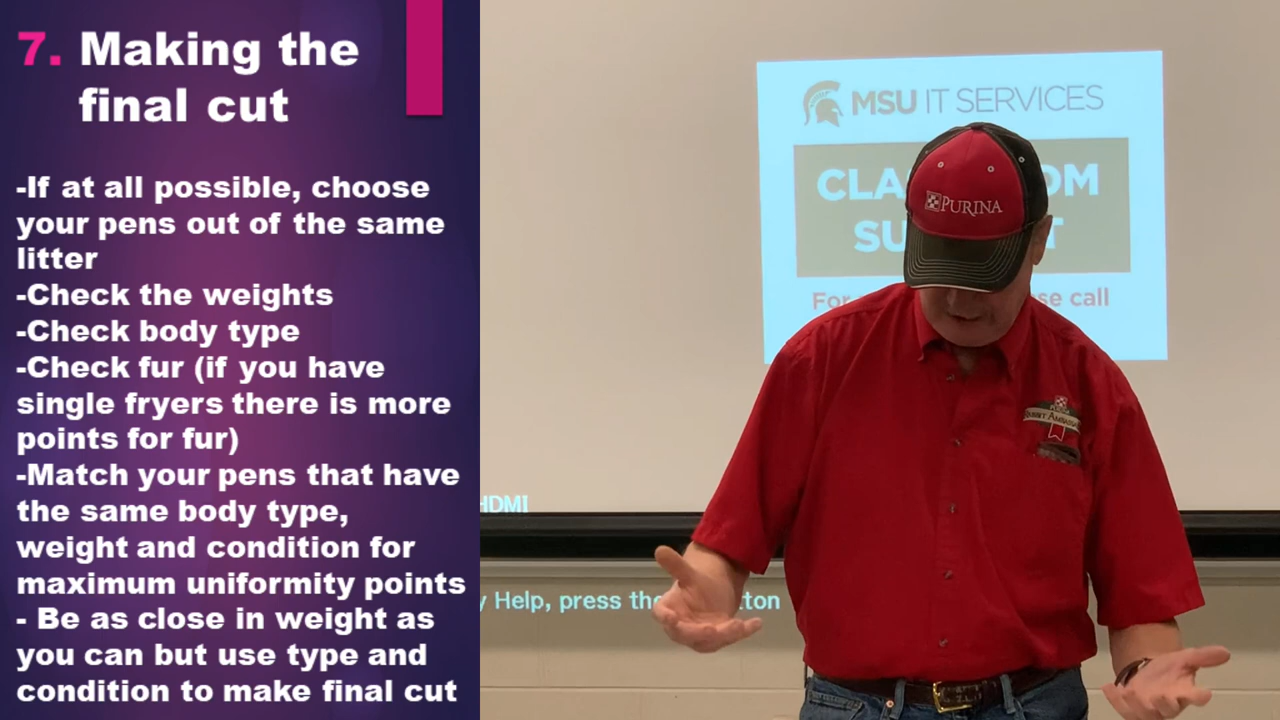 7. Making the
final cut
-If at all possible, choose
your pens out of the same
litter
-Check the weights
-Check body type
-Check fur (if you have
single fryers there is more
points for fur)
-Match your pens that have
the same body type,
weight and condition for
maximum uniformity points
- Be as close in weight as
you can but use type and
condition to make final cut
MSU IT SERVICES
PURINA
For
se call
HDMI
Help, press the